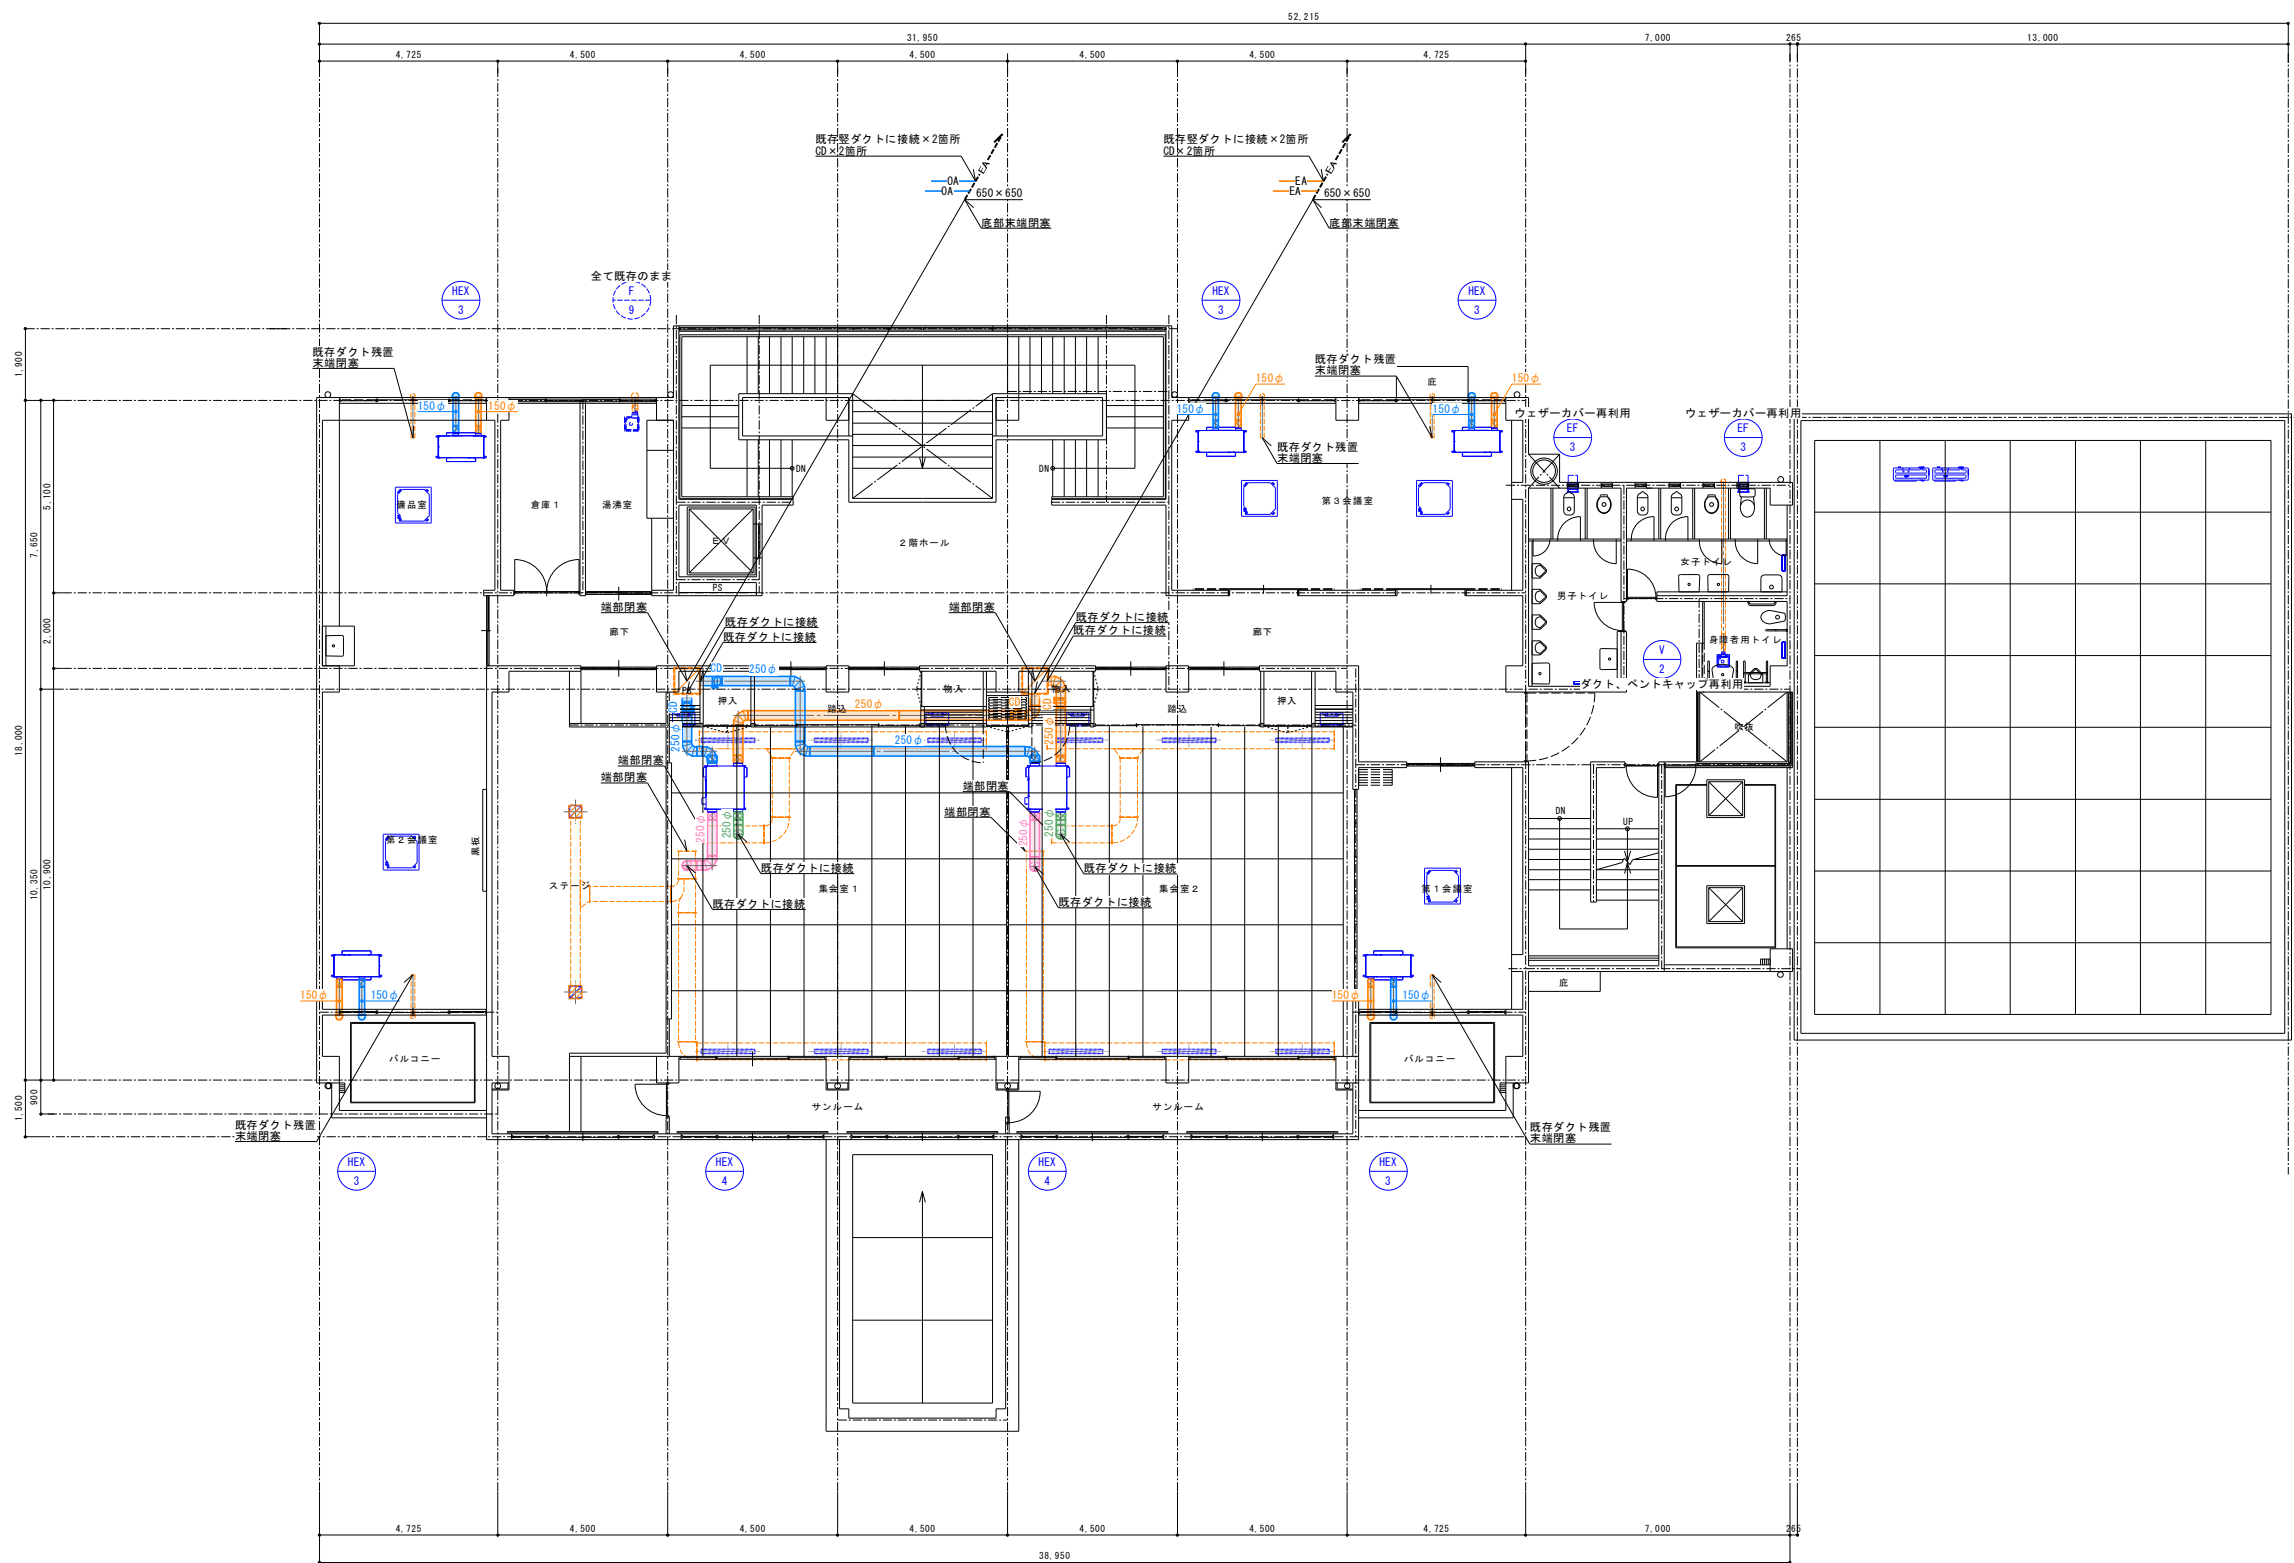 52,215
31,950
7,000
265
13,000
4,725
4,500
4,500
4,500
4,500
4,500
4,725
既存竪ダクトに接続×2箇所
CD×2箇所
EA
OA
OA
650×650
底部末端閉塞
既存竪ダクトに接続×2箇所
CD×2箇所
EA
EA
EA
650×650
底部末端閉塞
全て既存のまま
HEX
3
F
9
HEX
3
HEX
3
1,900
既存ダクト残置
末端閉塞
既存ダクト残置
末端閉塞
庇
150φ
150φ
150φ
150φ
150φ
150φ
ウェザーカバー再利用
ウェザーカバー再利用
EF
3
EF
3
既存ダクト残置
末端閉塞
DN
DN
5,100
7,650
備品室
倉庫1
湯沸室
EV
2階ホール
第3会議室
女子トイレ
男子トイレ
PS
端部閉塞
端部閉塞
既存ダクトに接続
既存ダクトに接続
既存ダクトに接続
既存ダクトに接続
2,000
廊下
廊下
身障者用トイレ
V
2
ダクト、ベントキャップ再利用
PS
CD
250φ
CD
押入
踏込
250φ
物入
CD
物入
CD
踏込
押入
吹抜
250φ
250φ
250φ
18,000
10,350
10,900
端部閉塞
端部閉塞
端部閉塞
端部閉塞
DN
UP
250φ
250φ
250φ
250φ
第2会議室
黒板
ステージ
既存ダクトに接続
集会室1
既存ダクトに接続
既存ダクトに接続
集会室2
既存ダクトに接続
第1会議室
庇
150φ
150φ
150φ
150φ
バルコニー
バルコニー
1,500
900
サンルーム
サンルーム
既存ダクト残置
末端閉塞
既存ダクト残置
末端閉塞
HEX
3
HEX
4
HEX
4
HEX
3
4,725
4,500
4,500
4,500
4,500
4,500
4,725
7,000
265
38,950